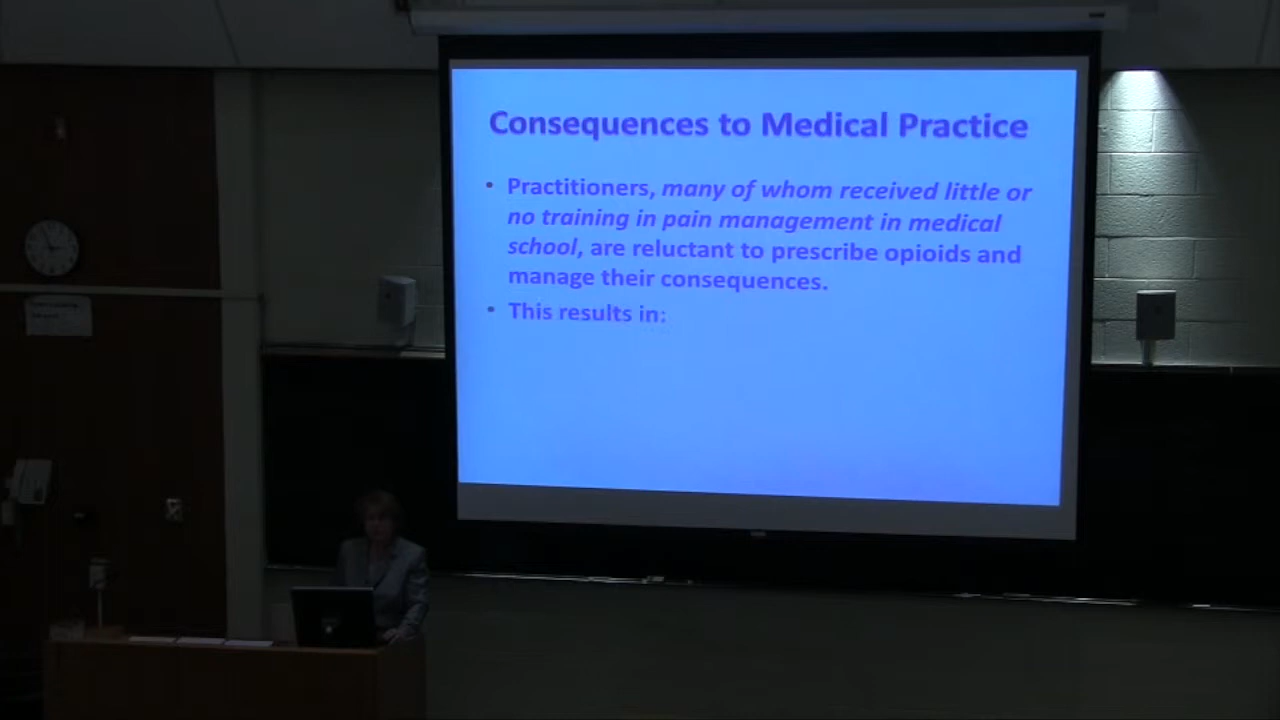 Consequences to Medical Practice
• Practitioners, many of whom received little or
no training in pain management in medical
school, are reluctant to prescribe opioids and
manage their consequences.
• This results in: